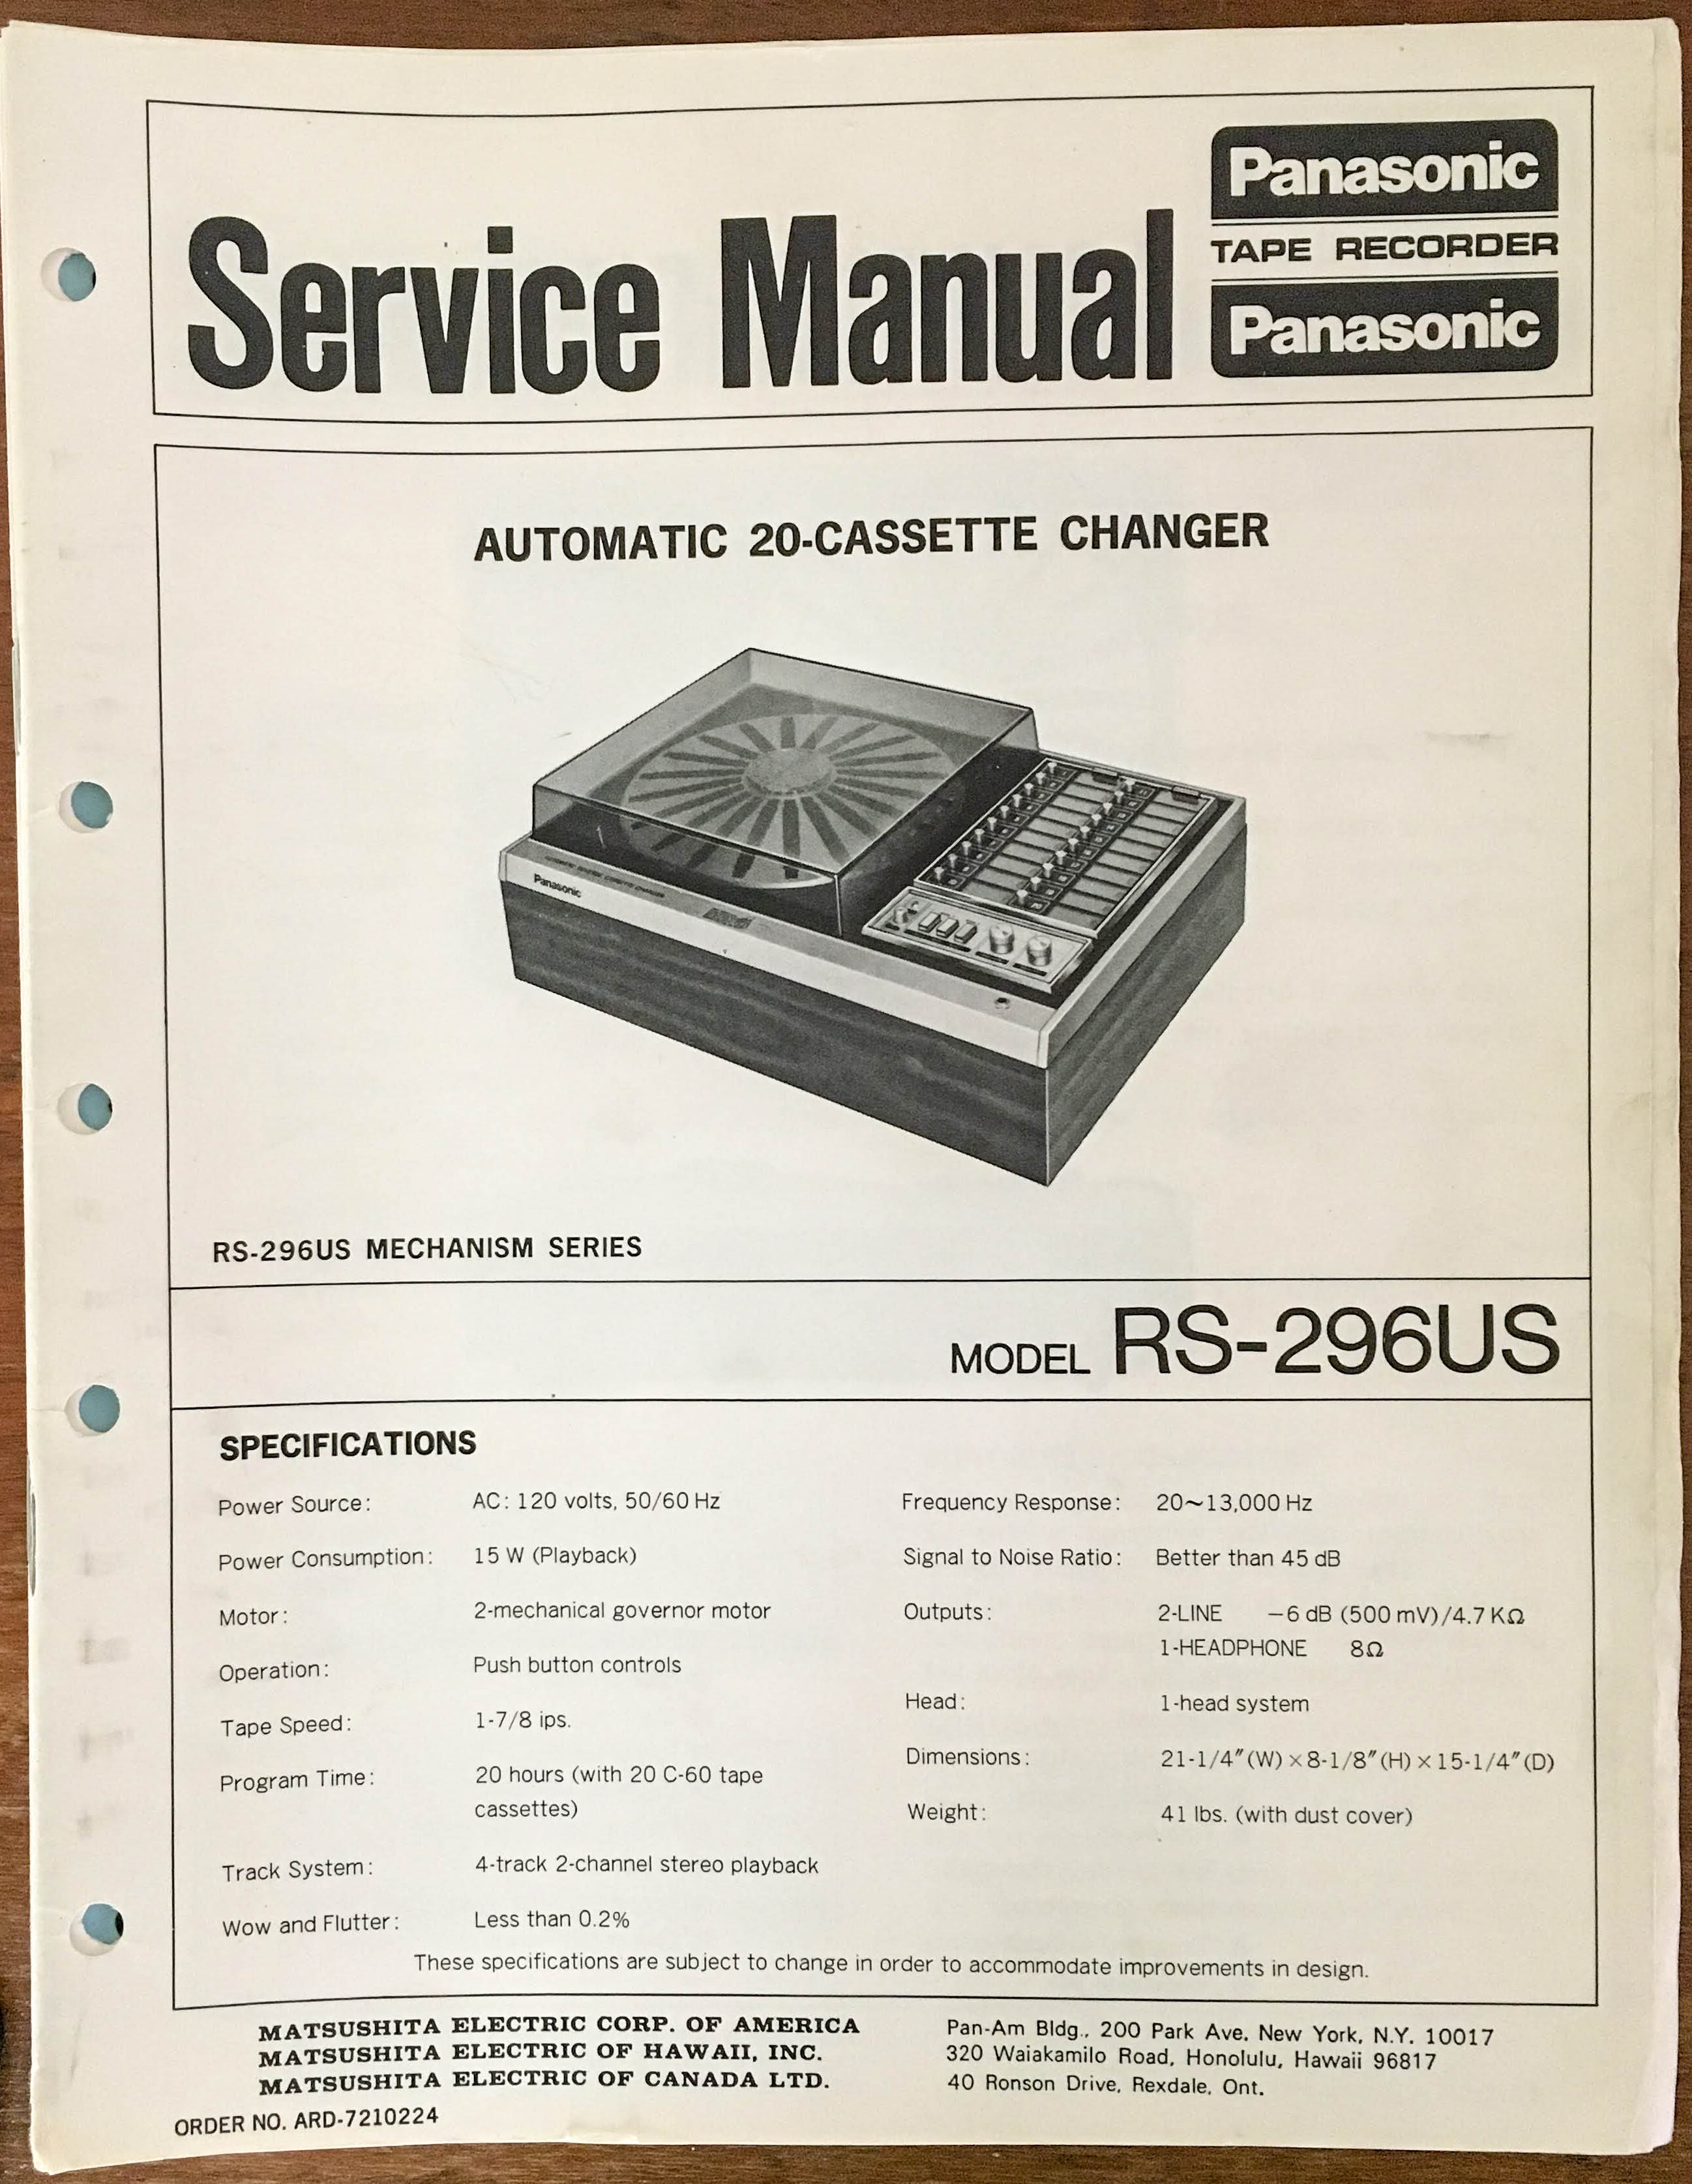 Service Manual
Panasonic
TAPE RECORDER
Panasonic
AUTOMATIC 20-CASSETTE CHANGER
Panasonic
RS-296US MECHANISM SERIES
MODEL RS-296US
SPECIFICATIONS
Power Source: AC: 120 volts, 50/60 Hz
Power Consumption: 15 W (Playback)
Motor: 2-mechanical governor motor
Operation: Push button controls
Tape Speed: 1-7/8 ips.
Program Time: 20 hours (with 20 C-60 tape
cassettes)
Track System: 4-track 2-channel stereo playback
Wow and Flutter: Less than 0.2%
Frequency Response: 20~13,000 Hz
Signal to Noise Ratio: Better than 45 dB
Outputs: 2-LINE −6 dB (500 mV)/4.7 KΩ
1-HEADPHONE 8Ω
Head: 1-head system
Dimensions: 21-1/4″(W)×8-1/8″(H)×15-1/4″(D)
Weight: 41 lbs. (with dust cover)
These specifications are subject to change in order to accommodate improvements in design.
MATSUSHITA ELECTRIC CORP. OF AMERICA Pan-Am Bldg., 200 Park Ave. New York, N.Y. 10017
MATSUSHITA ELECTRIC OF HAWAII, INC. 320 Waiakamilo Road, Honolulu, Hawaii 96817
MATSUSHITA ELECTRIC OF CANADA LTD. 40 Ronson Drive, Rexdale, Ont.
ORDER NO. ARD-7210224